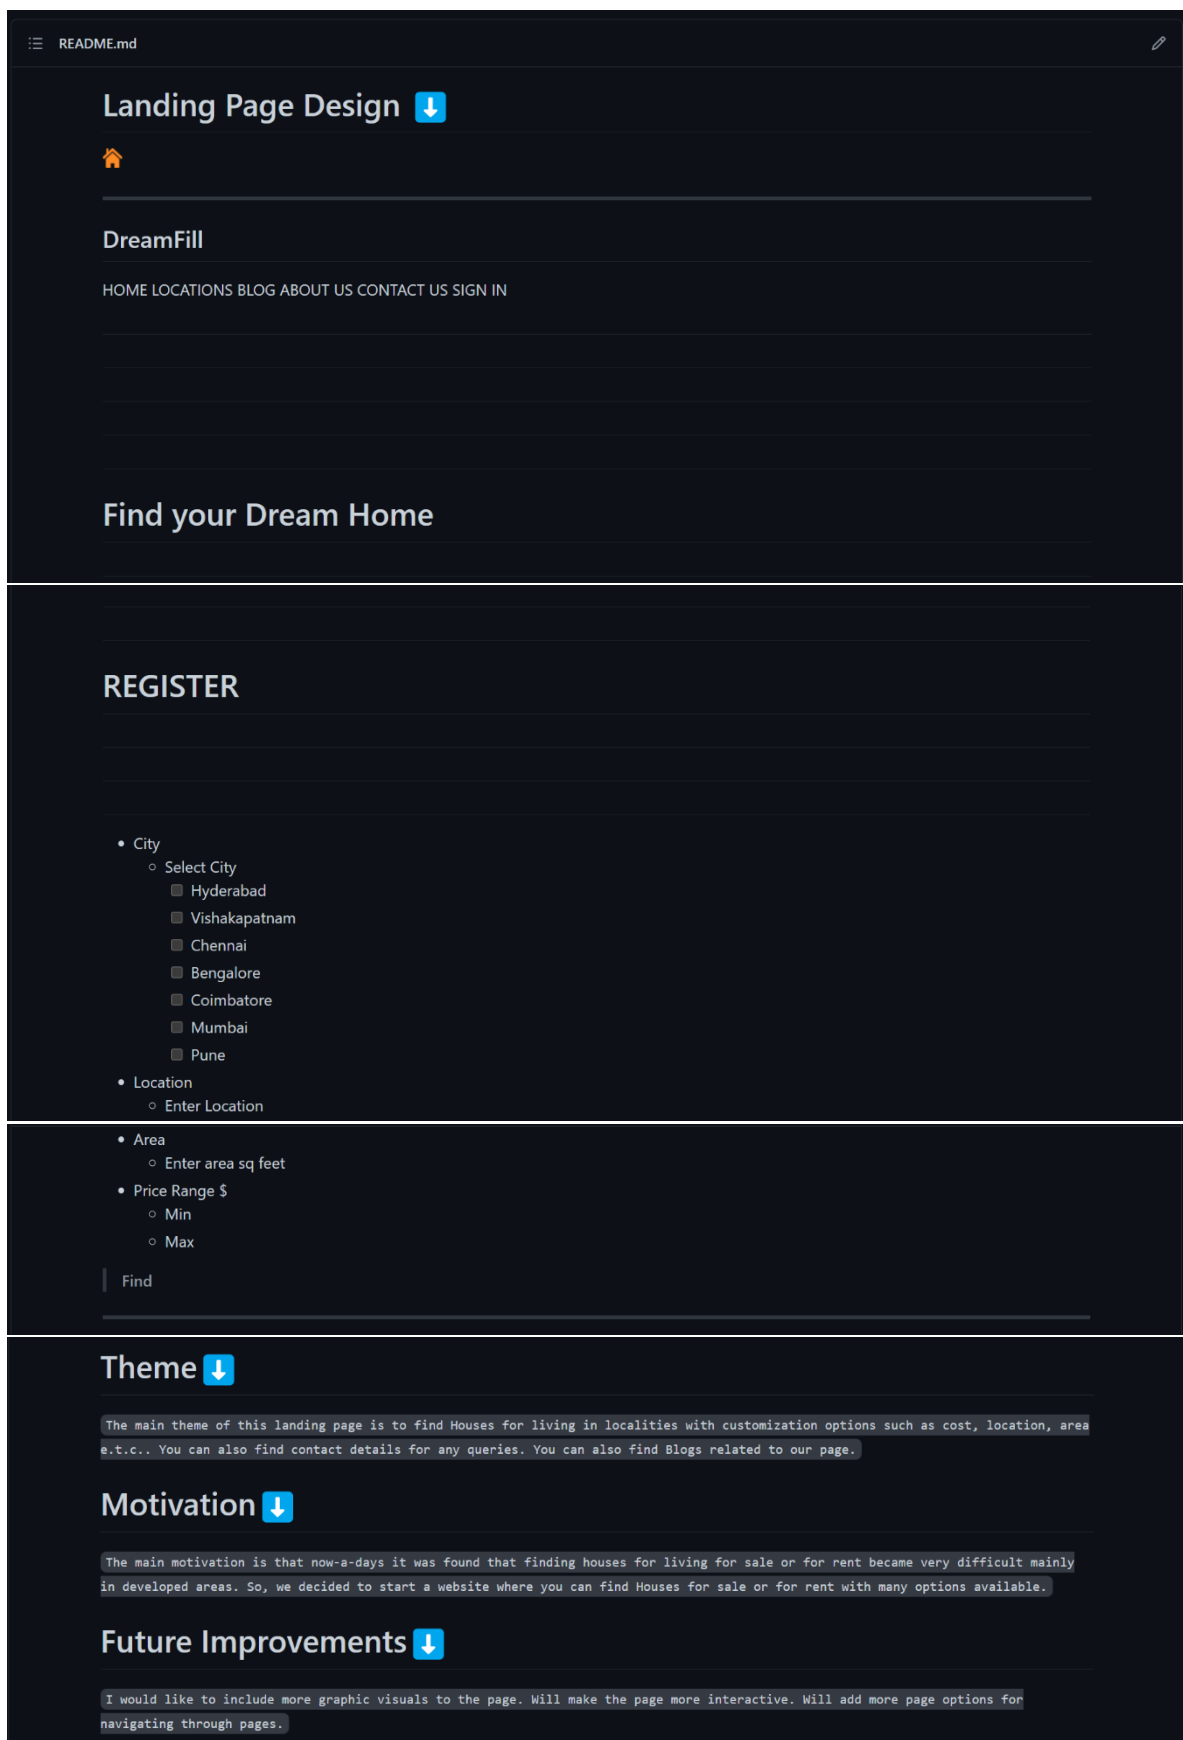 README.md
Landing Page Design ⬇️
DreamFill
HOME LOCATIONS BLOG ABOUT US CONTACT US SIGN IN
Find your Dream Home
REGISTER
City
Select City
Hyderabad
Vishakapatnam
Chennai
Bengalore
Coimbatore
Mumbai
Pune
Location
Enter Location
Area
Enter area sq feet
Price Range $
Min
Max
Find
Theme ⬇️
The main theme of this landing page is to find Houses for living in localities with customization options such as cost, location, area
e.t.c.. You can also find contact details for any queries. You can also find Blogs related to our page.
Motivation ⬇️
The main motivation is that now-a-days it was found that finding houses for living for sale or for rent became very difficult mainly
in developed areas. So, we decided to start a website where you can find Houses for sale or for rent with many options available.
Future Improvements ⬇️
I would like to include more graphic visuals to the page. Will make the page more interactive. Will add more page options for
navigating through pages.